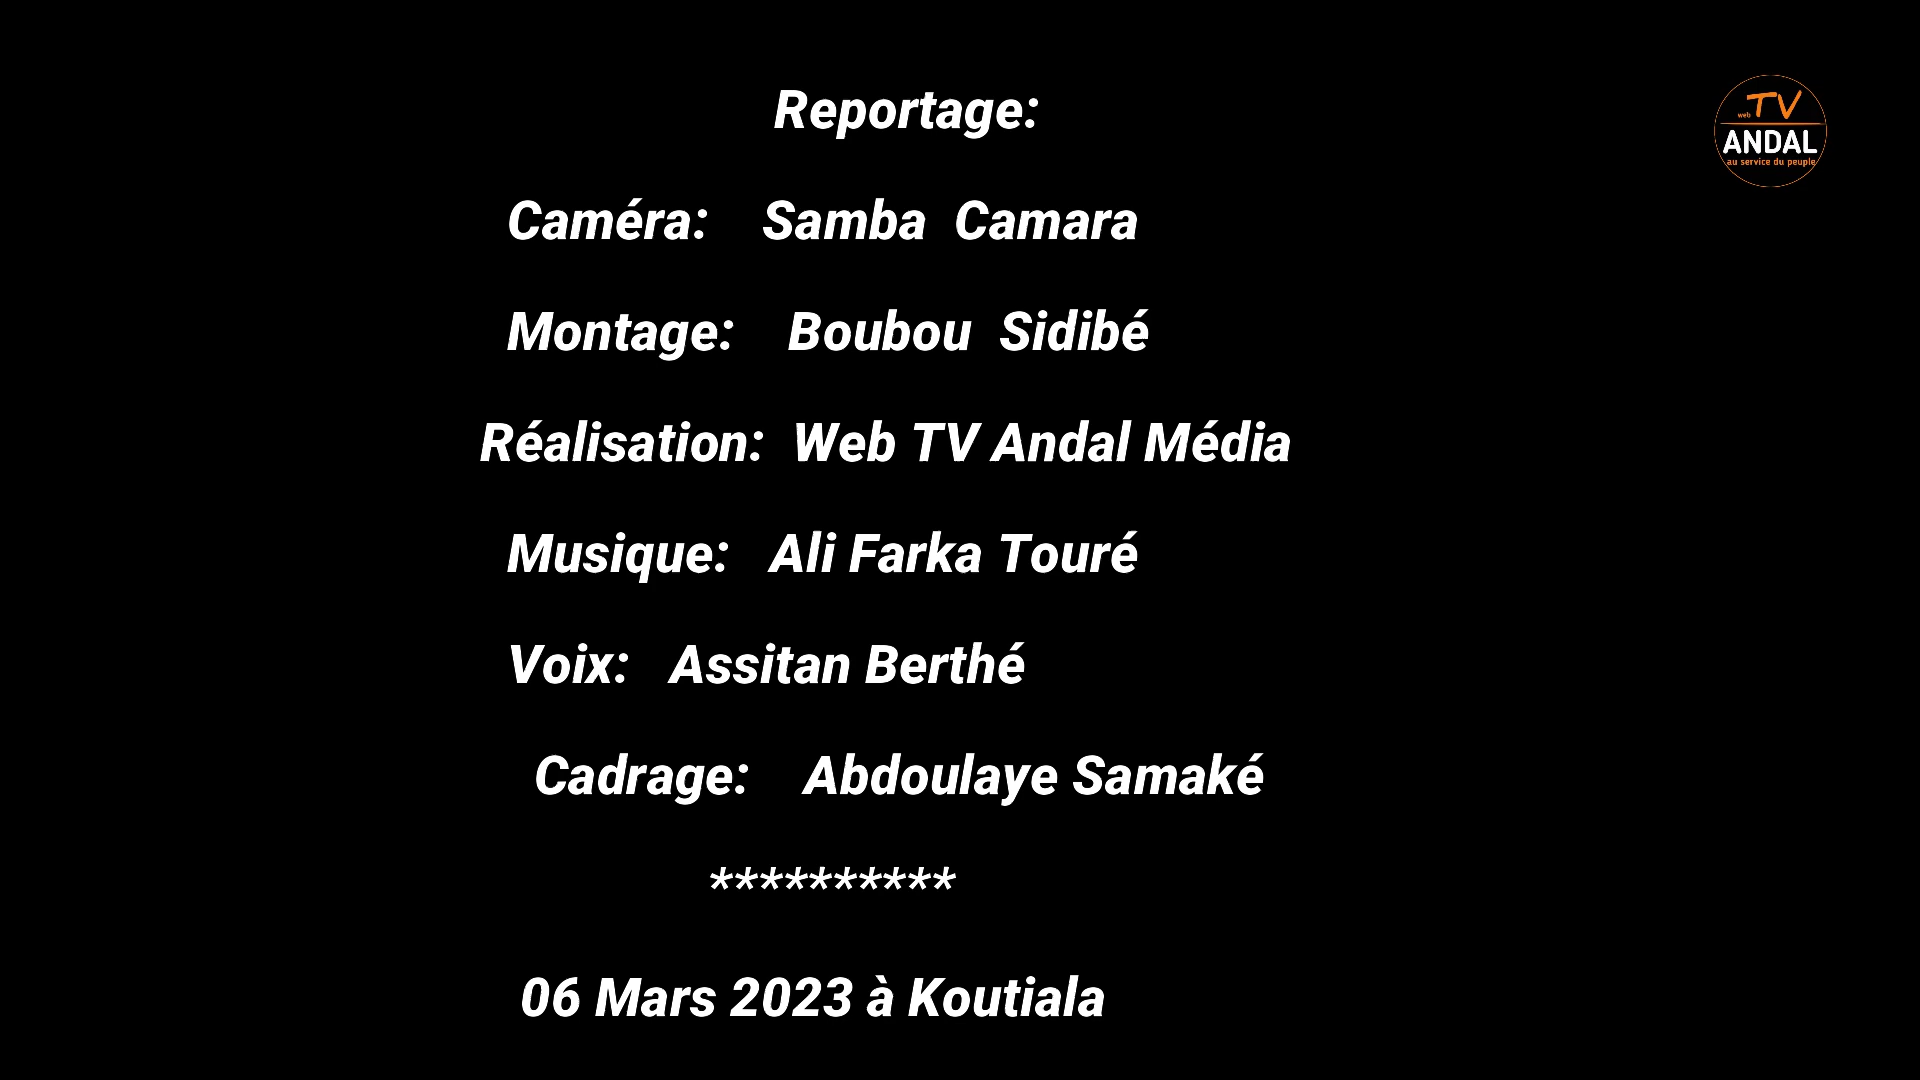 Reportage:
web TV
ANDAL
au service du peuple
Caméra: Samba Camara
Montage: Boubou Sidibé
Réalisation: Web TV Andal Média
Musique: Ali Farka Touré
Voix: Assitan Berthé
Cadrage: Abdoulaye Samaké
**********
06 Mars 2023 à Koutiala